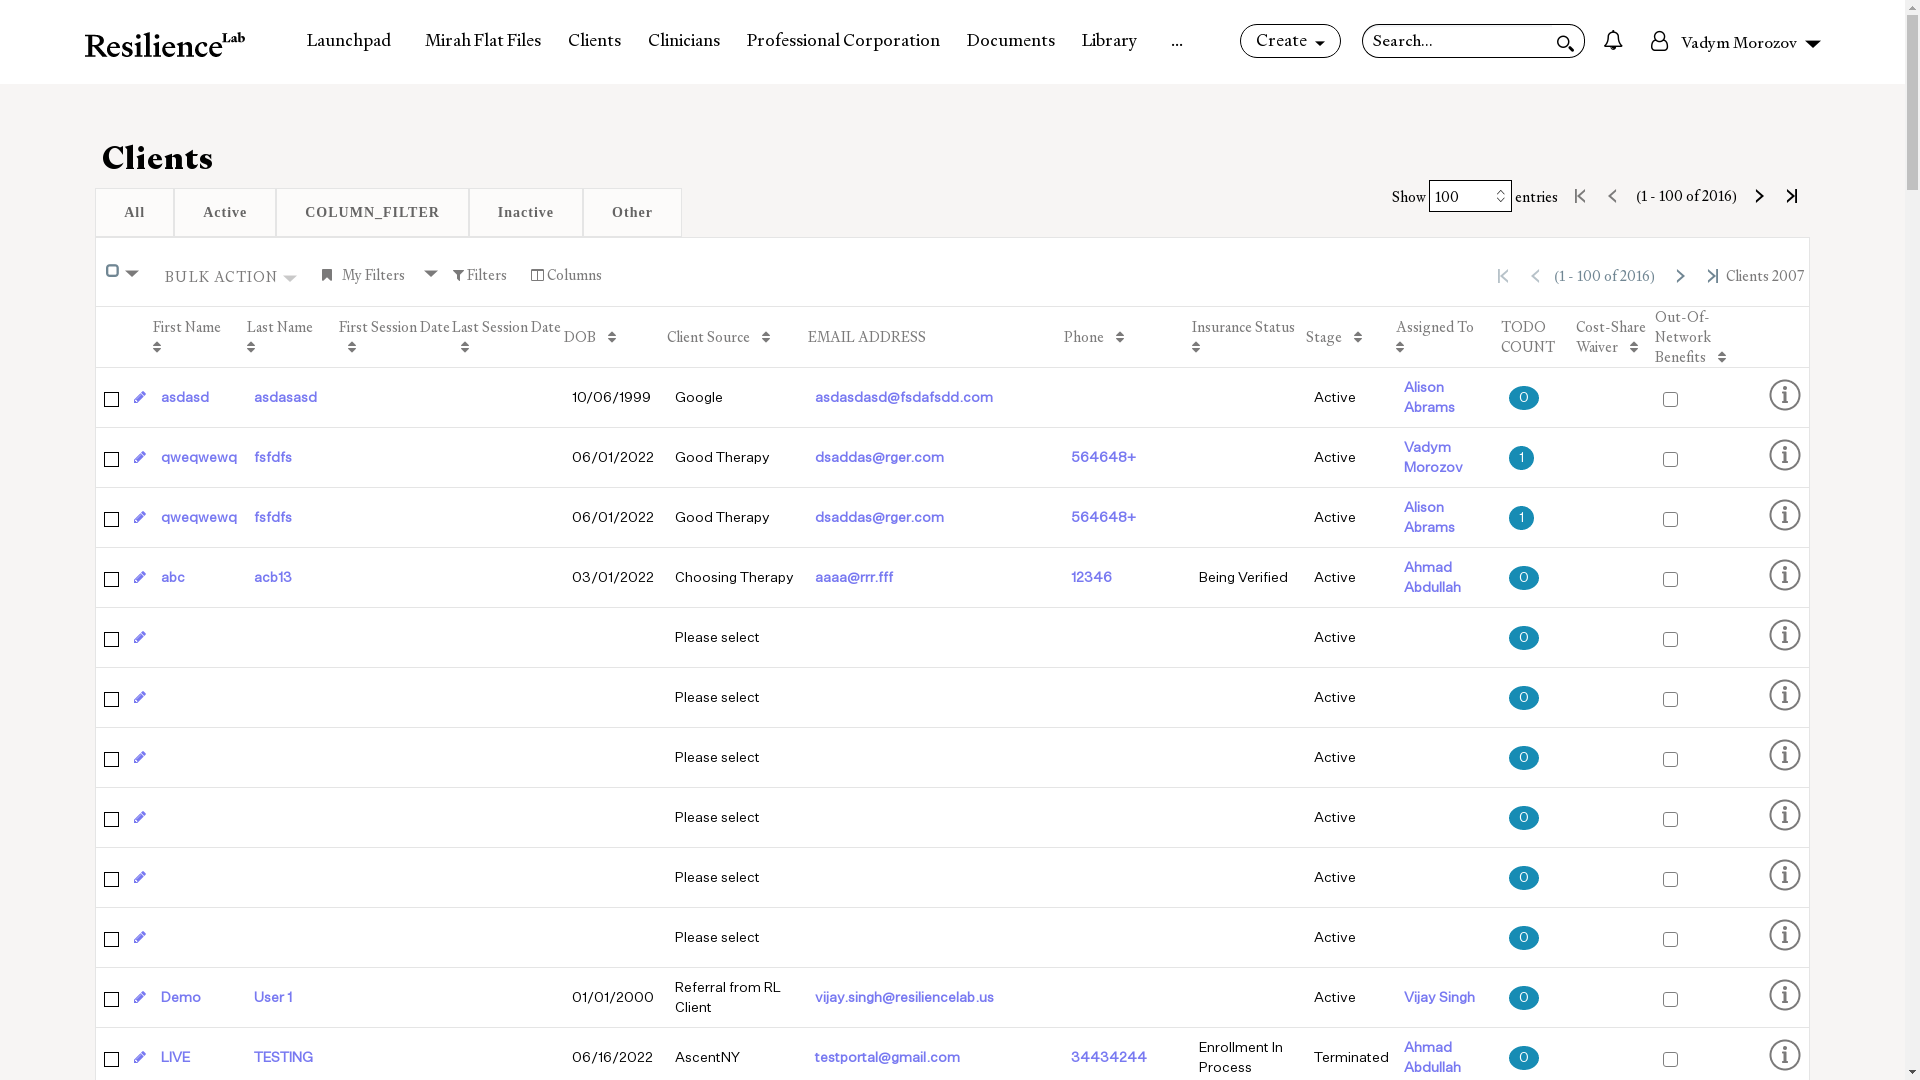 ResilienceLab Launchpad Mirah Flat Files Clients Clinicians Professional Corporation Documents Library ... Create Search... Vadym Morozov
Clients
All Active COLUMN_FILTER Inactive Other
Show 100 entries (1 - 100 of 2016)
BULK ACTION My Filters Filters Columns (1 - 100 of 2016) Clients 2007
First Name Last Name First Session Date Last Session Date DOB Client Source EMAIL ADDRESS Phone Insurance Status Stage Assigned To TODO COUNT Cost-Share Waiver Out-Of-Network Benefits
asdasd asdasasd 10/06/1999 Google asdasdasd@fsdafsdd.com Active Alison Abrams 0
qweqwewq fsfdfs 06/01/2022 Good Therapy dsaddas@rger.com 564648+ Active Vadym Morozov 1
qweqwewq fsfdfs 06/01/2022 Good Therapy dsaddas@rger.com 564648+ Active Alison Abrams 1
abc acb13 03/01/2022 Choosing Therapy aaaa@rrr.fff 12346 Being Verified Active Ahmad Abdullah 0
Please select Active 0
Please select Active 0
Please select Active 0
Please select Active 0
Please select Active 0
Please select Active 0
Demo User 1 01/01/2000 Referral from RL Client vijay.singh@resiliencelab.us Active Vijay Singh 0
LIVE TESTING 06/16/2022 AscentNY testportal@gmail.com 34434244 Enrollment In Process Terminated Ahmad Abdullah 0